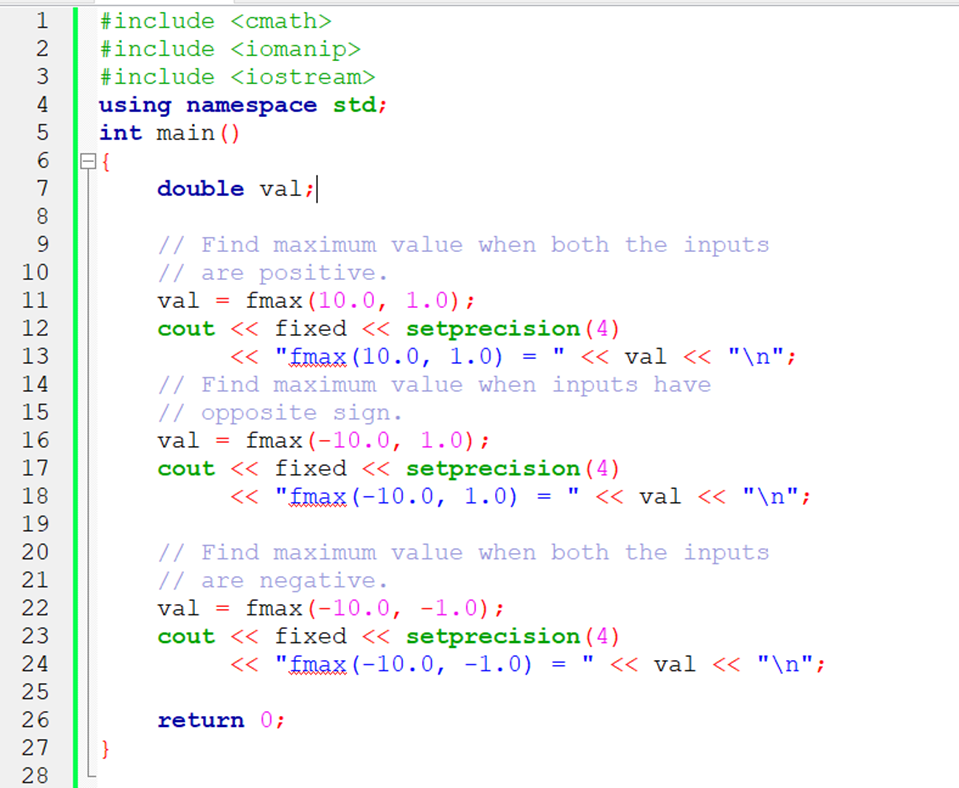 1 #include <cmath>
2 #include <iomanip>
3 #include <iostream>
4 using namespace std;
5 int main()
6 {
7     double val;
8
9     // Find maximum value when both the inputs
10     // are positive.
11     val = fmax(10.0, 1.0);
12     cout << fixed << setprecision(4)
13          << "fmax(10.0, 1.0) = " << val << "\n";
14     // Find maximum value when inputs have
15     // opposite sign.
16     val = fmax(-10.0, 1.0);
17     cout << fixed << setprecision(4)
18          << "fmax(-10.0, 1.0) = " << val << "\n";
19
20     // Find maximum value when both the inputs
21     // are negative.
22     val = fmax(-10.0, -1.0);
23     cout << fixed << setprecision(4)
24          << "fmax(-10.0, -1.0) = " << val << "\n";
25
26     return 0;
27 }
28